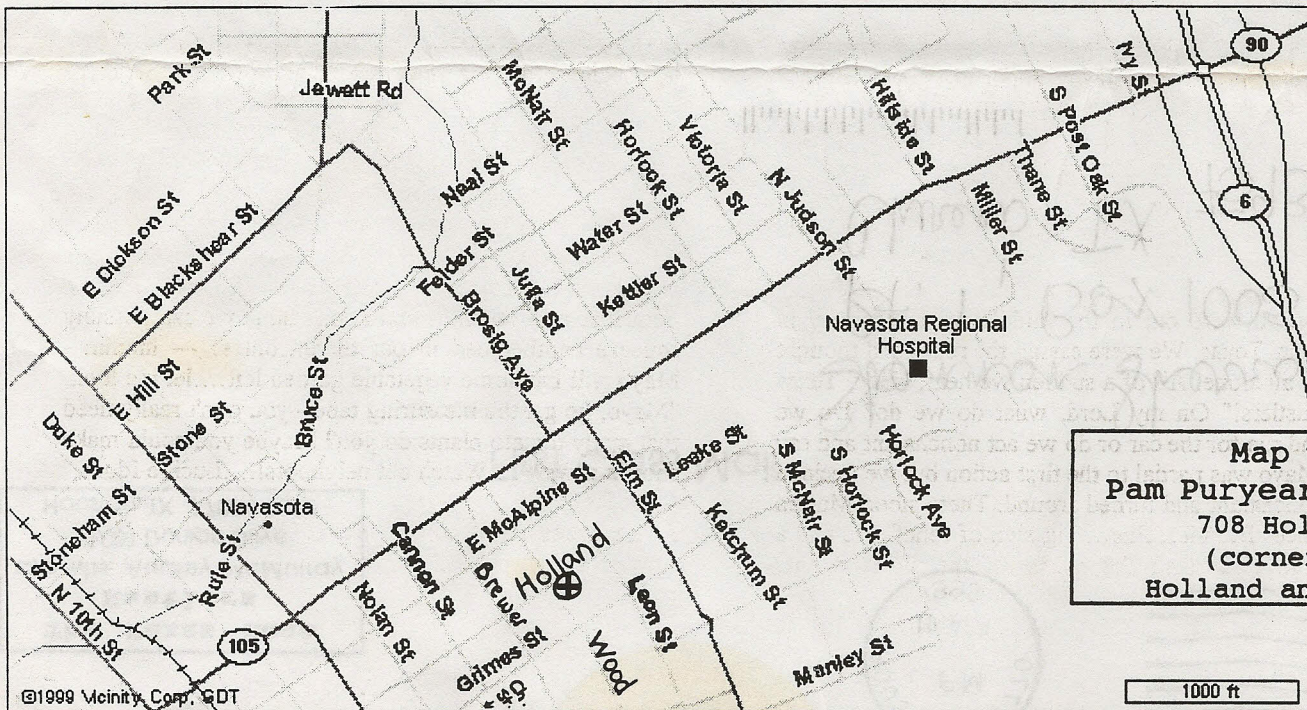 Park St
Jewett Rd
McNair St
Horlock St
Victoria St
Hillside St
Ivy St
90
S Post Oak St
Thane St
Miller St
6
N Judson St
Neal St
Water St
Kettler St
Felder St
Julia St
Brosig Ave
E Dickson St
E Blackshear St
Bruce St
E Hill St
Stone St
Duke St
Stoneham St
N 10th St
Rule St
Navasota
105
Navasota Regional
Hospital
Elm St
Leake St
S McNair St
S Horlock St
Horlock Ave
Ketchum St
E McAlpine St
Cannon St
Nolan St
Brewer
Holland
Leon St
Grimes St
Wood
Manley St
Map
Pam Puryear
708 Hol
(corne
Holland an
1000 ft
©1999 Vicinity Corp, GDT